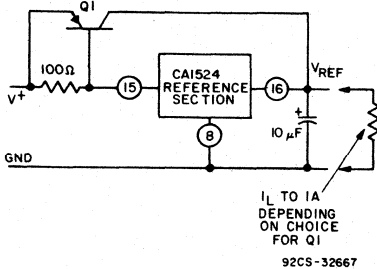 Q1
100Ω
V+
15
CA1524
REFERENCE
SECTION
16
VREF
8
+
10 μF
GND
IL TO 1A
DEPENDING
ON CHOICE
FOR Q1
92CS-32667